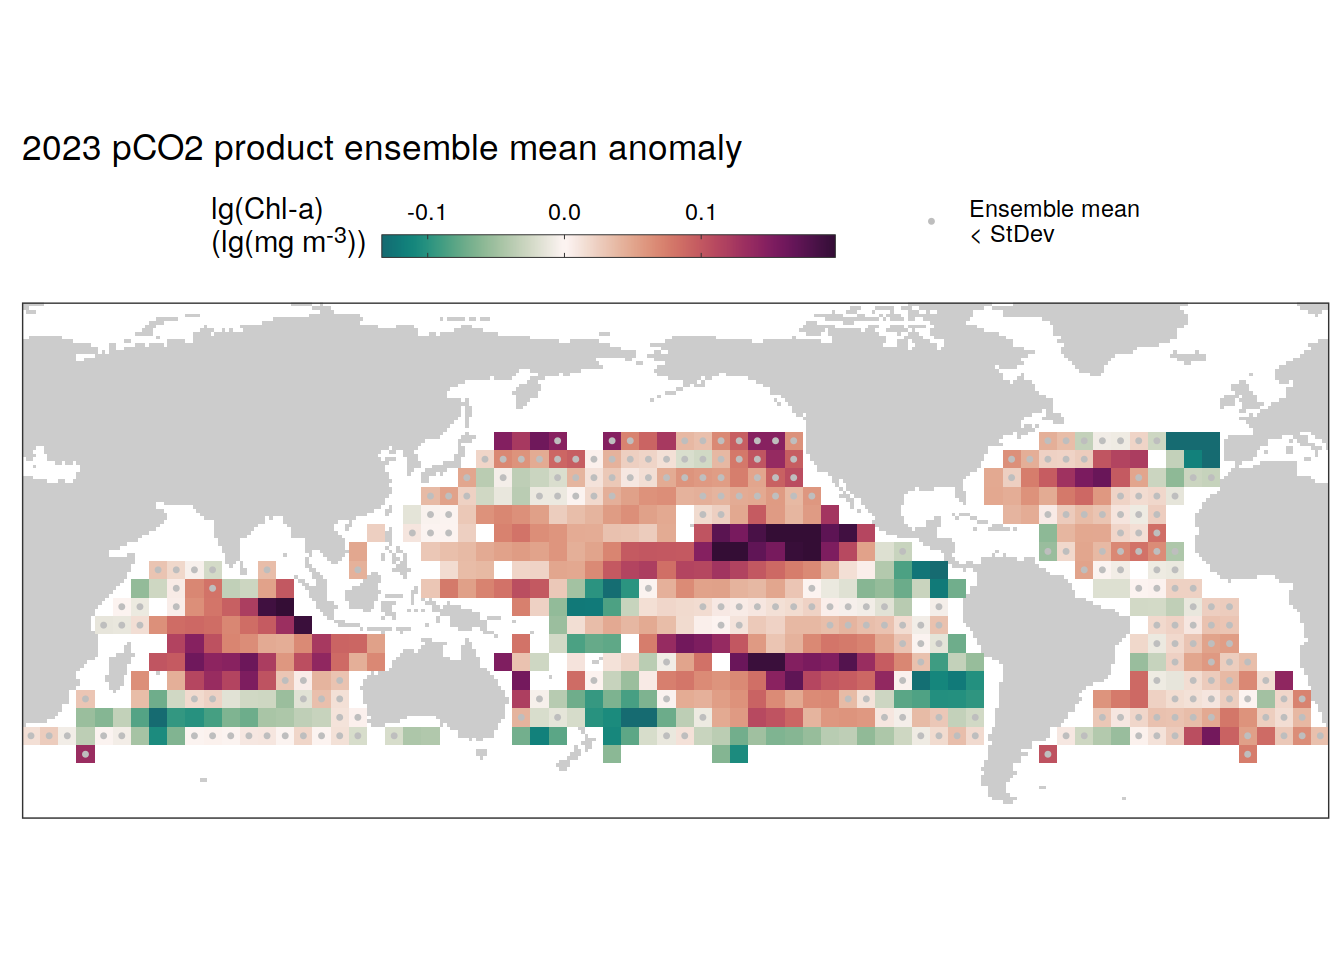 2023 pCO2 product ensemble mean anomaly
lg(Chl-a)
(lg(mg m⁻³))
-0.1 0.0 0.1
Ensemble mean
< StDev